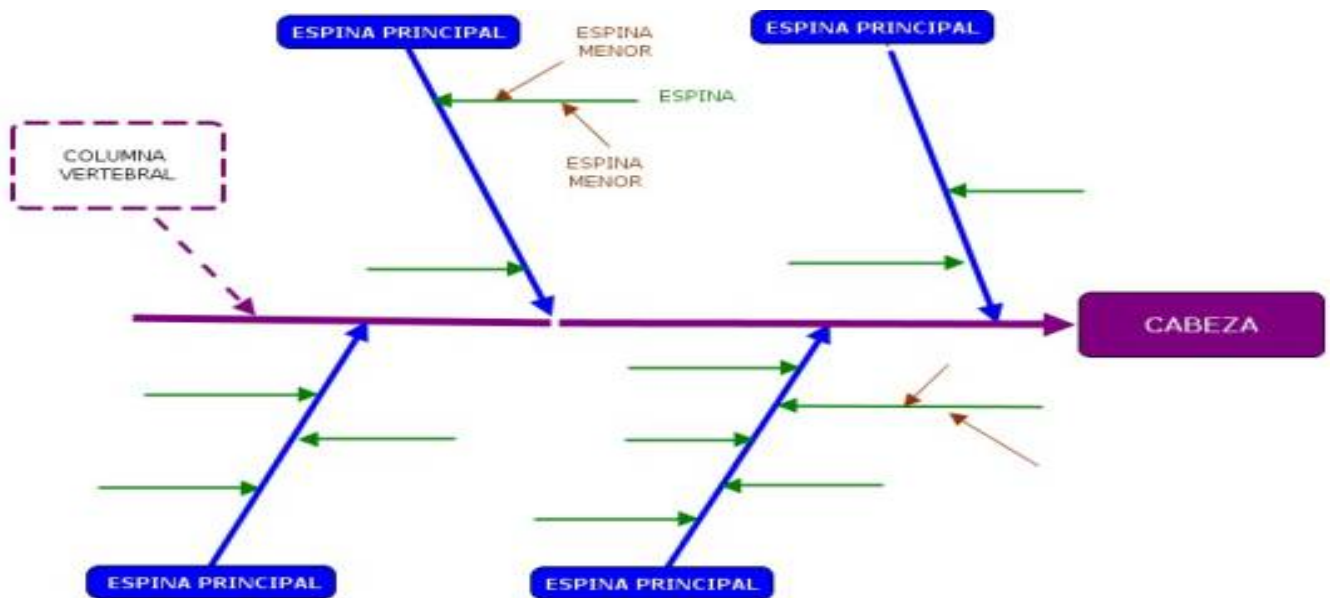 ESPINA PRINCIPAL
ESPINA PRINCIPAL
ESPINA
MENOR
ESPINA
COLUMNA
VERTEBRAL
ESPINA
MENOR
CABEZA
ESPINA PRINCIPAL
ESPINA PRINCIPAL